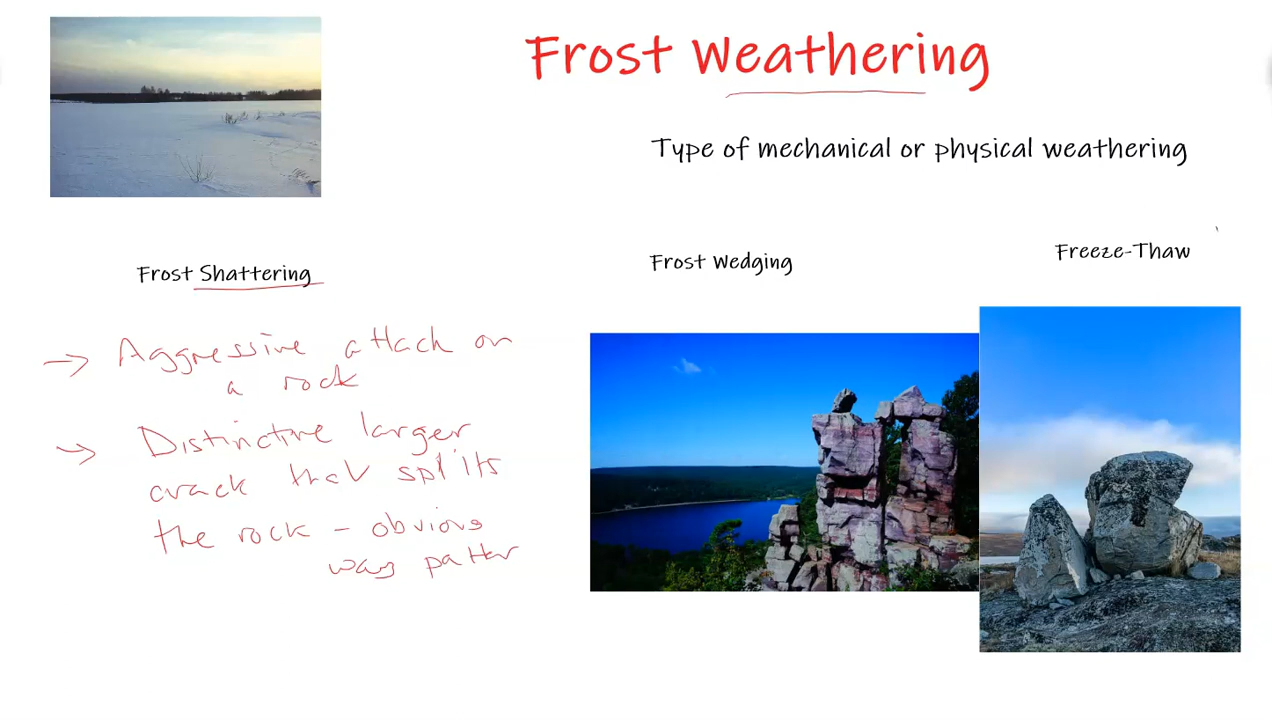 Frost Weathering
Type of mechanical or physical weathering
Frost Shattering
Frost Wedging
Freeze-Thaw
→ Aggressive attack on
a rock
→ Distinctive larger
crack that splits
the rock – obvious
way patter